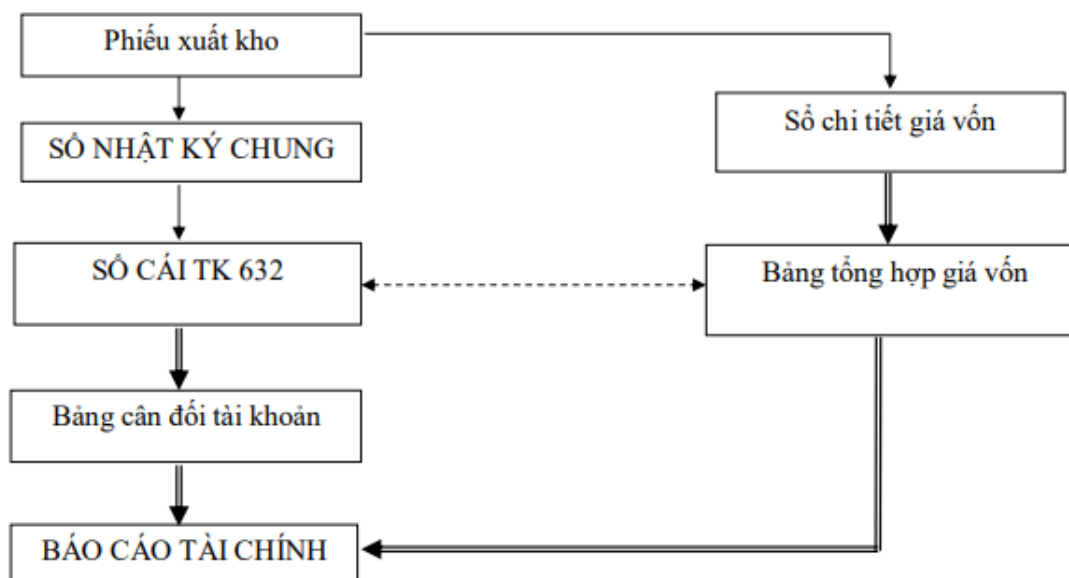 Phiếu xuất kho
Sổ chi tiết giá vốn
SỔ NHẬT KÝ CHUNG
SỔ CÁI TK 632
Bảng tổng hợp giá vốn
Bảng cân đối tài khoản
BÁO CÁO TÀI CHÍNH